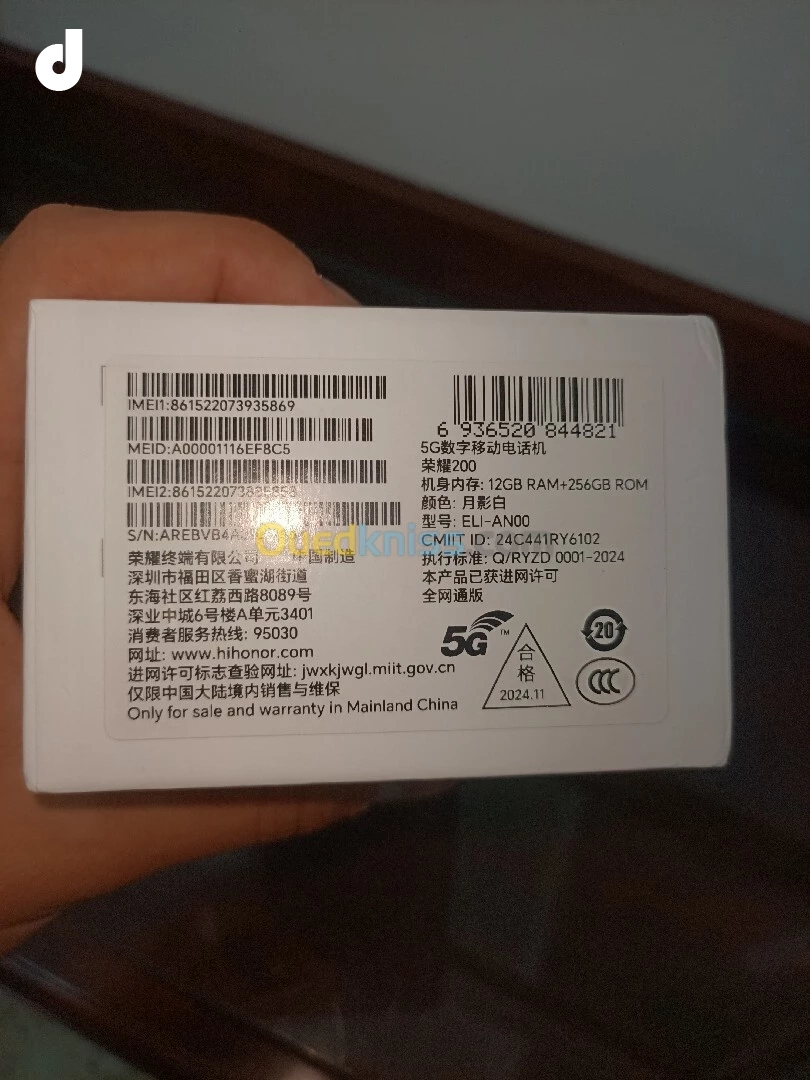 d
IMEI1:861522073935869
MEID:A00001116EF8C5
IMEI2:861522073
S/N:AREBVB4A
荣耀终端有限公司 中国制造
深圳市福田区香蜜湖街道
东海社区红荔西路8089号
深业中城6号楼A单元3401
消费者服务热线: 95030
网址: www.hihonor.com
进网许可标志查验网址: jwxkjwgl.miit.gov.cn
仅限中国大陆境内销售与维保
Only for sale and warranty in Mainland China
6 936520 844821
5G数字移动电话机
荣耀200
机身内存: 12GB RAM+256GB ROM
颜色: 月影白
型号: ELI-AN00
CMIIT ID: 24C441RY6102
执行标准: Q/RYZD 0001-2024
本产品已获进网许可
全网通版
5G TM
合
格
2024.11
20
CCC
Ouedkniss.com